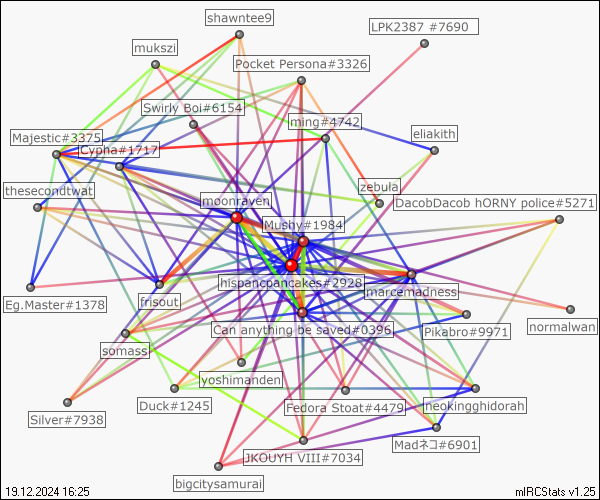 shawntee9
LPK2387 #7690
mukszi
Pocket Persona#3326
Swirly Boi#6154
ming#4742
eliakith
Majestic#3375
Cypha#1717
zebula
thesecondtwat
moonraven
DacobDacob hORNY police#5271
Mushy#1984
hispancpancakes#2928
marcemadness
Eg.Master#1378
frisout
Can anything be saved#0396
Pikabro#9971
normalwan
somass
yoshimanden
Silver#7938
Duck#1245
Fedora Stoat#4479
neokingghidorah
Madネコ#6901
JKOUYH VIII#7034
bigcitysamurai
19.12.2024 16:25
mIRCStats v1.25